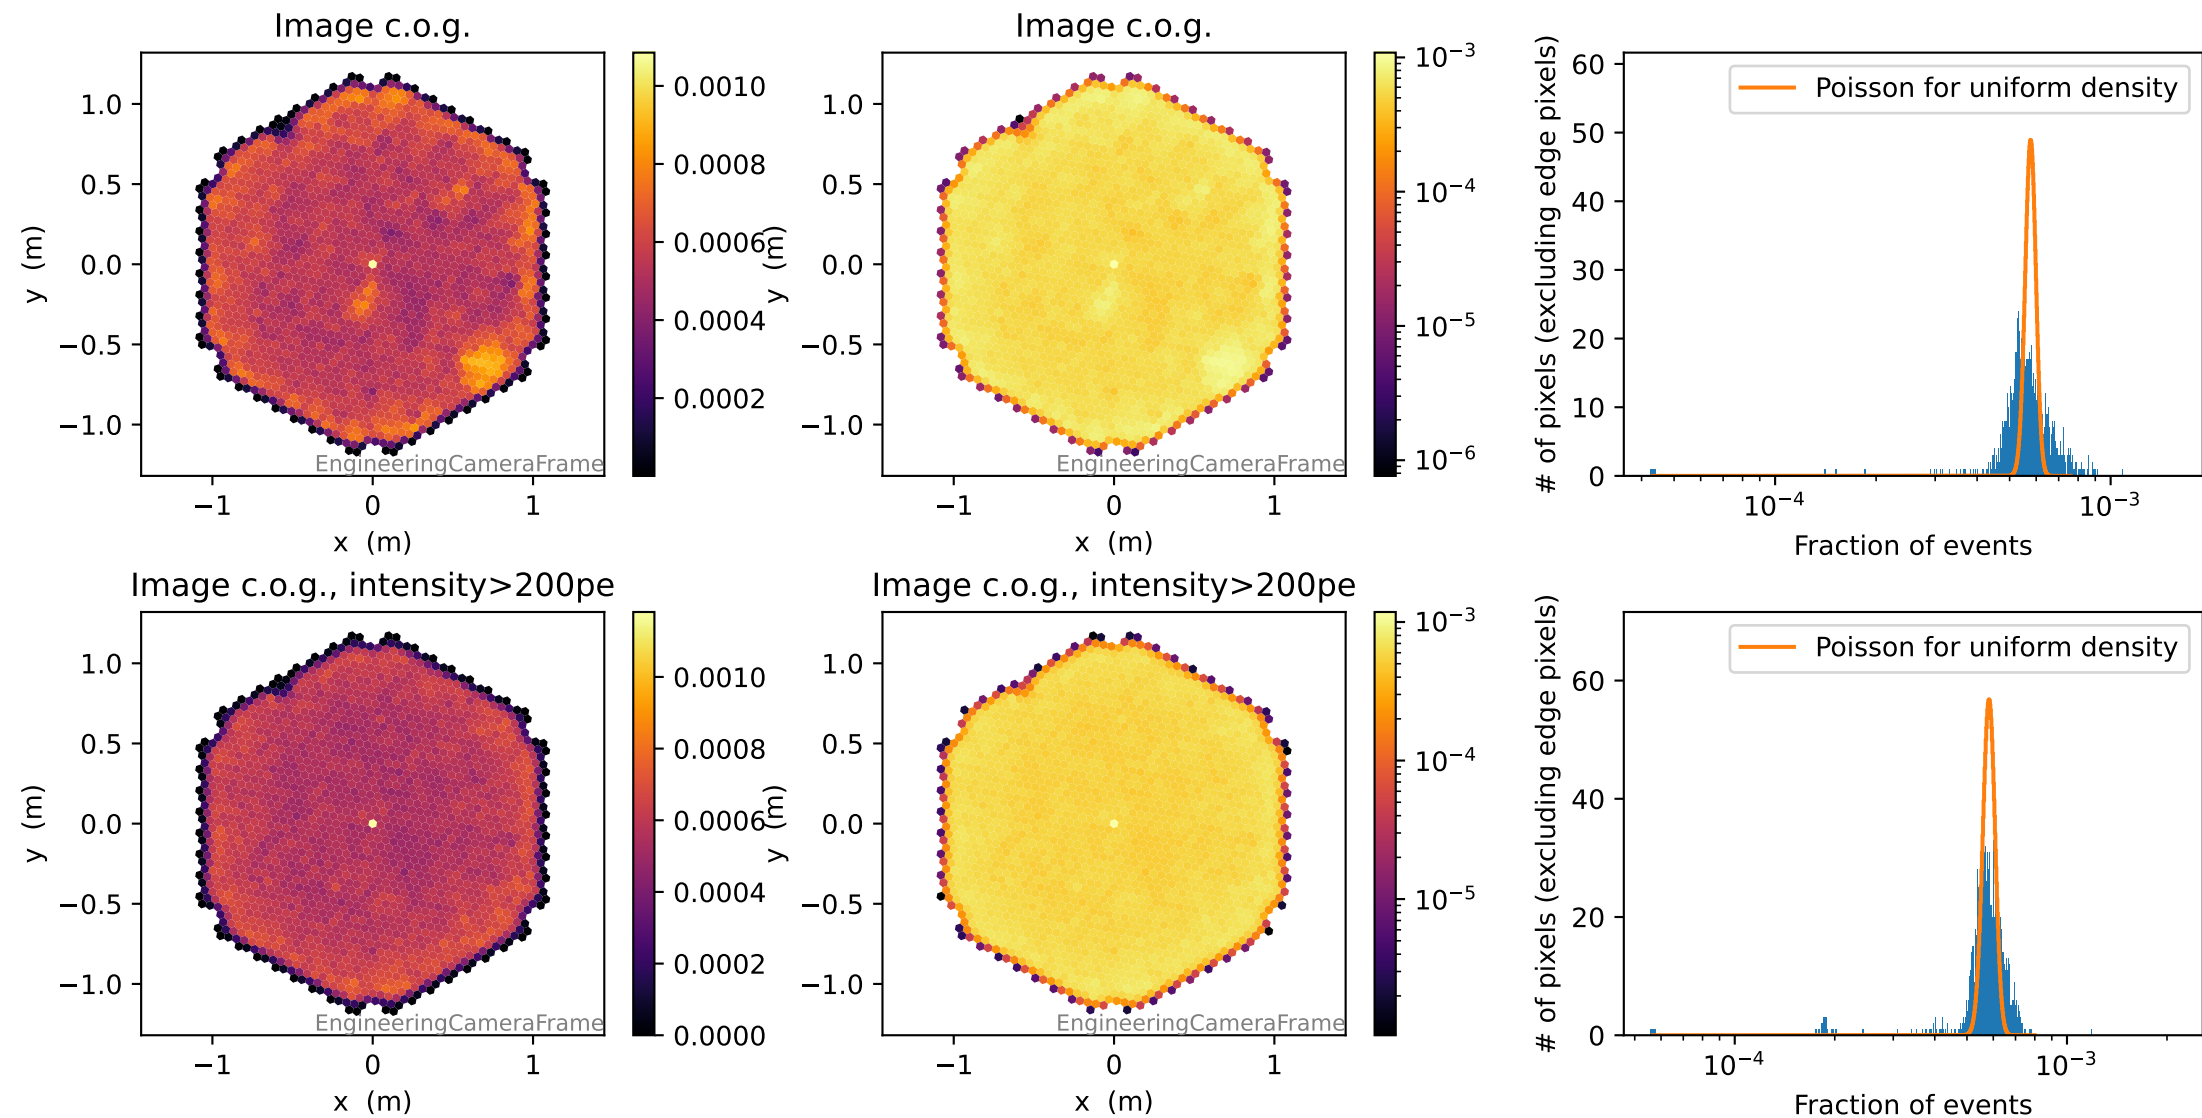 Image c.o.g.
y (m)
1.0
0.5
0.0
−0.5
−1.0
−1
0
1
x (m)
EngineeringCameraFrame
0.0010
0.0008
0.0006
0.0004
0.0002
Image c.o.g.
y (m)
1.0
0.5
0.0
−0.5
−1.0
−1
0
1
x (m)
EngineeringCameraFrame
10⁻³
10⁻⁴
10⁻⁵
10⁻⁶
# of pixels (excluding edge pixels)
60
50
40
30
20
10
0
Poisson for uniform density
10⁻⁴
10⁻³
Fraction of events
Image c.o.g., intensity>200pe
y (m)
1.0
0.5
0.0
−0.5
−1.0
−1
0
1
x (m)
EngineeringCameraFrame
0.0010
0.0008
0.0006
0.0004
0.0002
0.0000
Image c.o.g., intensity>200pe
y (m)
1.0
0.5
0.0
−0.5
−1.0
−1
0
1
x (m)
EngineeringCameraFrame
10⁻³
10⁻⁴
10⁻⁵
# of pixels (excluding edge pixels)
60
40
20
0
Poisson for uniform density
10⁻⁴
10⁻³
Fraction of events